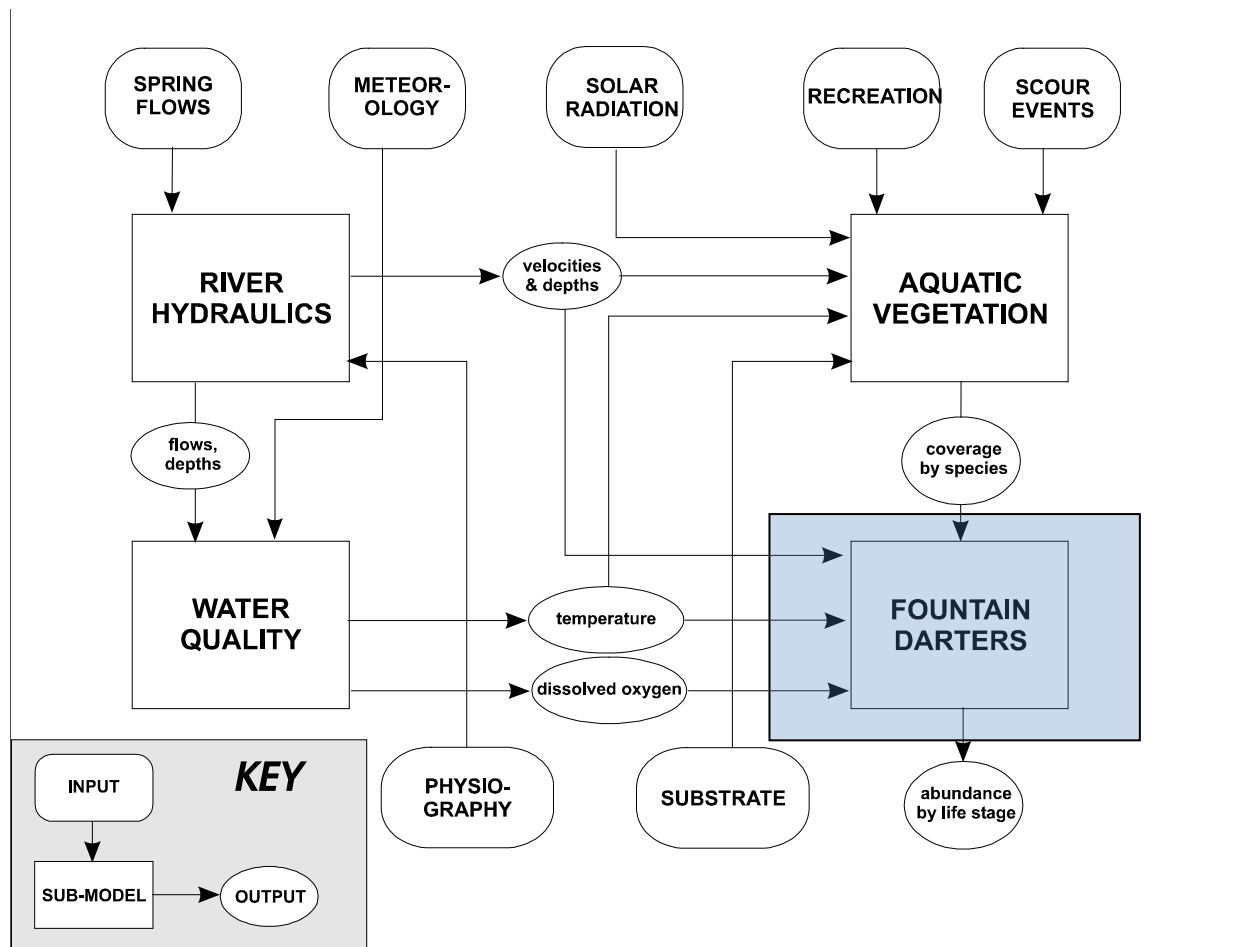 SPRING
FLOWS
METEOR-
OLOGY
SOLAR
RADIATION
RECREATION
SCOUR
EVENTS
RIVER
HYDRAULICS
velocities
& depths
AQUATIC
VEGETATION
flows,
depths
coverage
by species
WATER
QUALITY
temperature
dissolved oxygen
FOUNTAIN
DARTERS
PHYSIO-
GRAPHY
SUBSTRATE
abundance
by life stage
KEY
INPUT
SUB-MODEL
OUTPUT